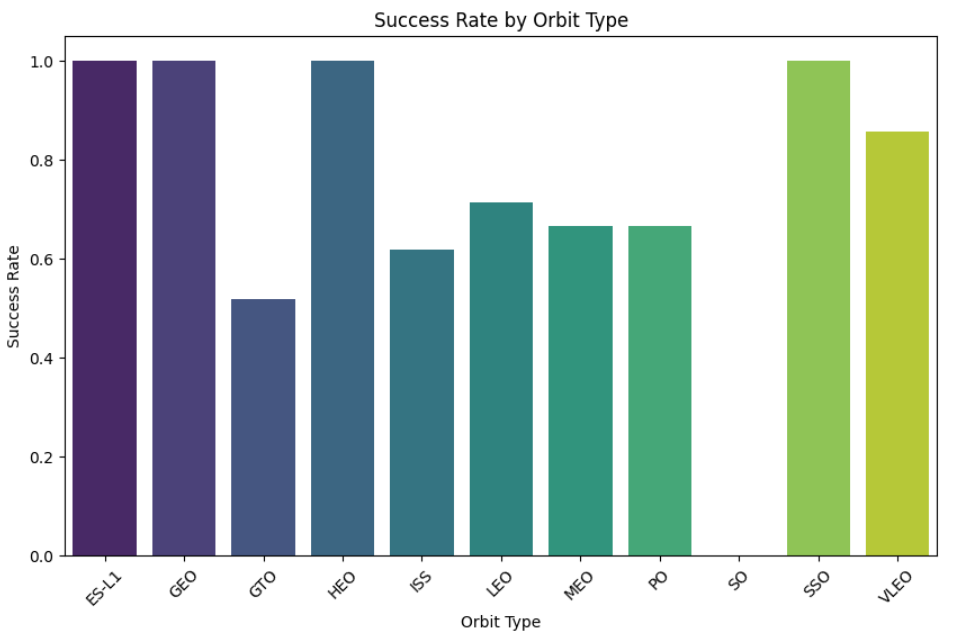 Success Rate by Orbit Type
Success Rate
1.0
0.8
0.6
0.4
0.2
0.0
ES-L1
GEO
GTO
HEO
ISS
LEO
MEO
PO
SO
SSO
VLEO
Orbit Type